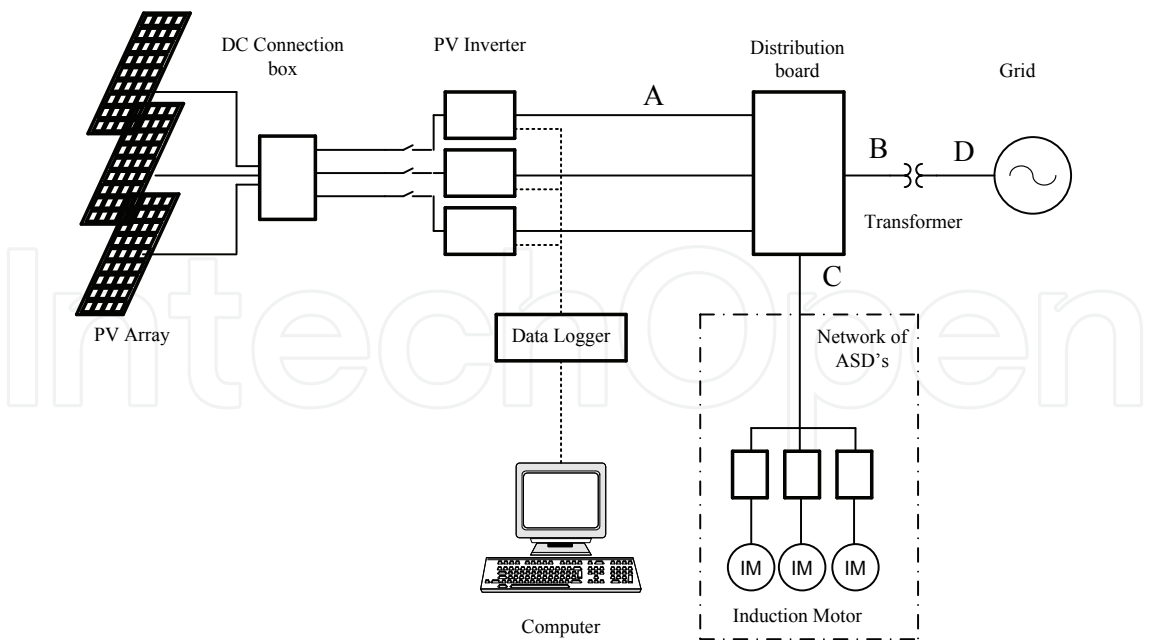 DC Connection
box
PV Inverter
Distribution
board
Grid
A
B
D
Transformer
C
PV Array
Data Logger
Network of
ASD's
IM
IM
IM
Induction Motor
Computer
IntechOpen